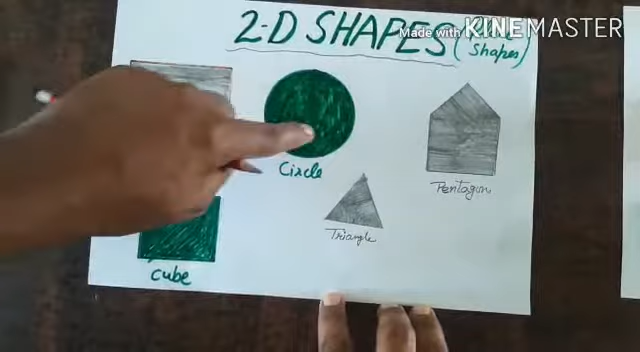 Made with KINEMASTER
2-D SHAPES
Shapes)
Circle
Pentagon
Triangle
Cube